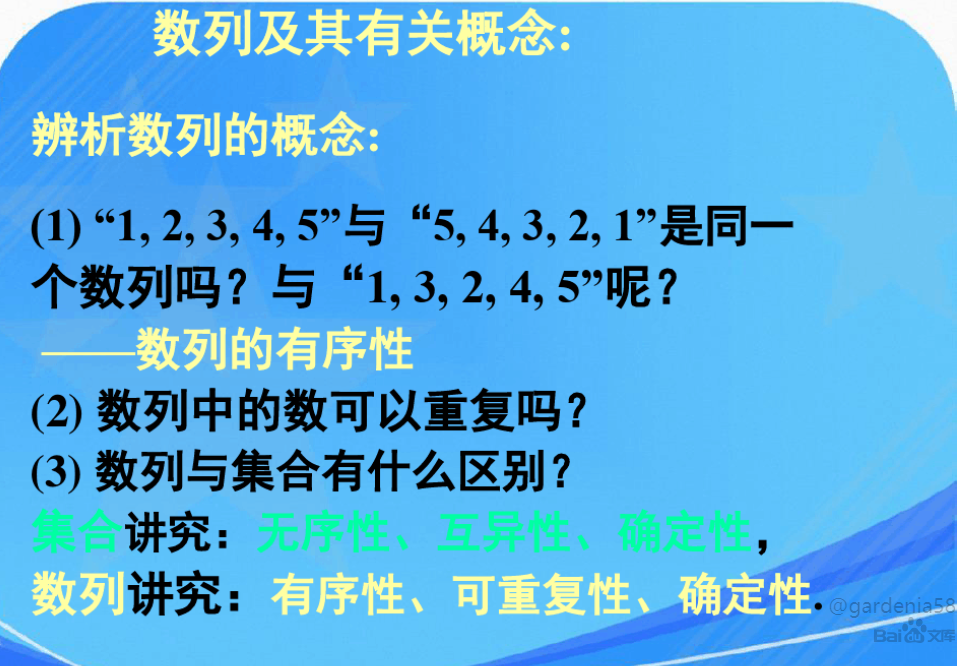 数列及其有关概念:
辨析数列的概念:
(1) “1, 2, 3, 4, 5”与“5, 4, 3, 2, 1”是同一
个数列吗？与“1, 3, 2, 4, 5”呢？
——数列的有序性
(2) 数列中的数可以重复吗？
(3) 数列与集合有什么区别？
集合讲究：无序性、互异性、确定性，
数列讲究：有序性、可重复性、确定性.
@gardenia58
Bai文库